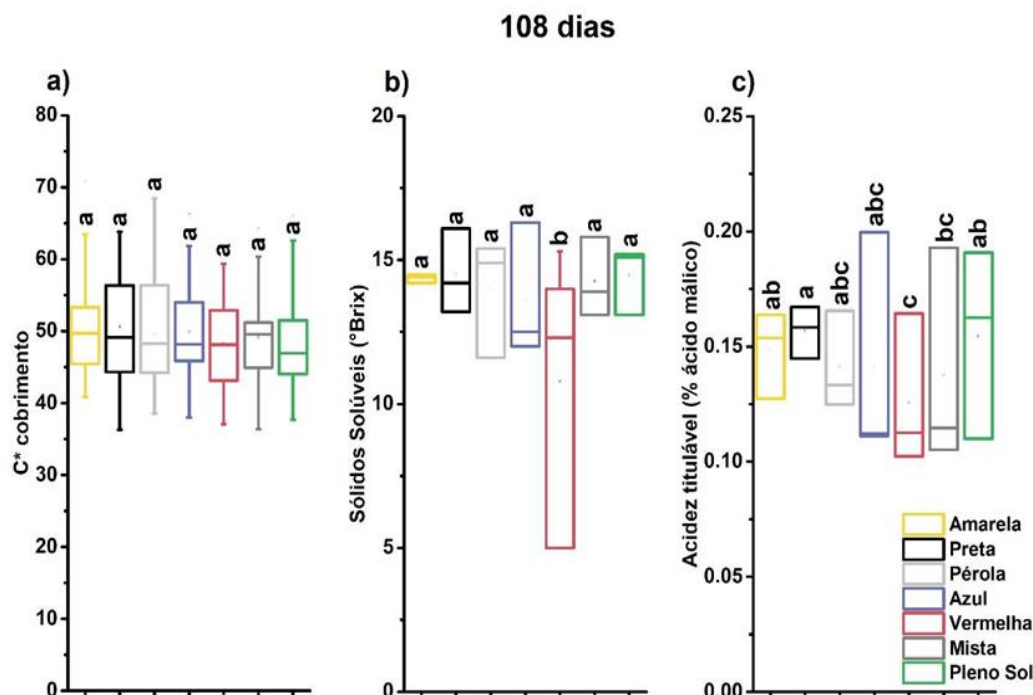 108 dias
a)
b)
c)
C* cobrimento
80
70
60
50
40
30
20
10
0
a
a
a
a
a
a
a
Sólidos Solúveis (°Brix)
20
15
10
5
0
a
a
a
a
b
a
a
Acidez titulável (% ácido málico)
0.25
0.20
0.15
0.10
0.05
0.00
ab
a
abc
abc
c
bc
ab
Amarela
Preta
Pérola
Azul
Vermelha
Mista
Pleno Sol